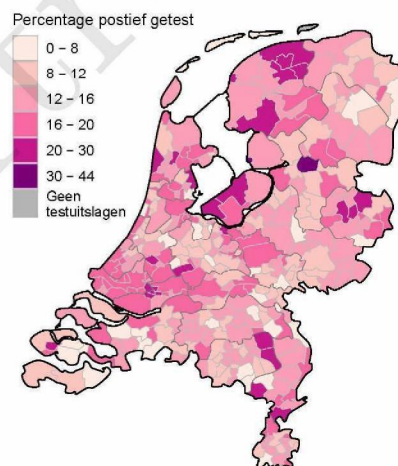 Percentage postief getest
0 – 8
8 – 12
12 – 16
16 – 20
20 – 30
30 – 44
Geen
testuitslagen